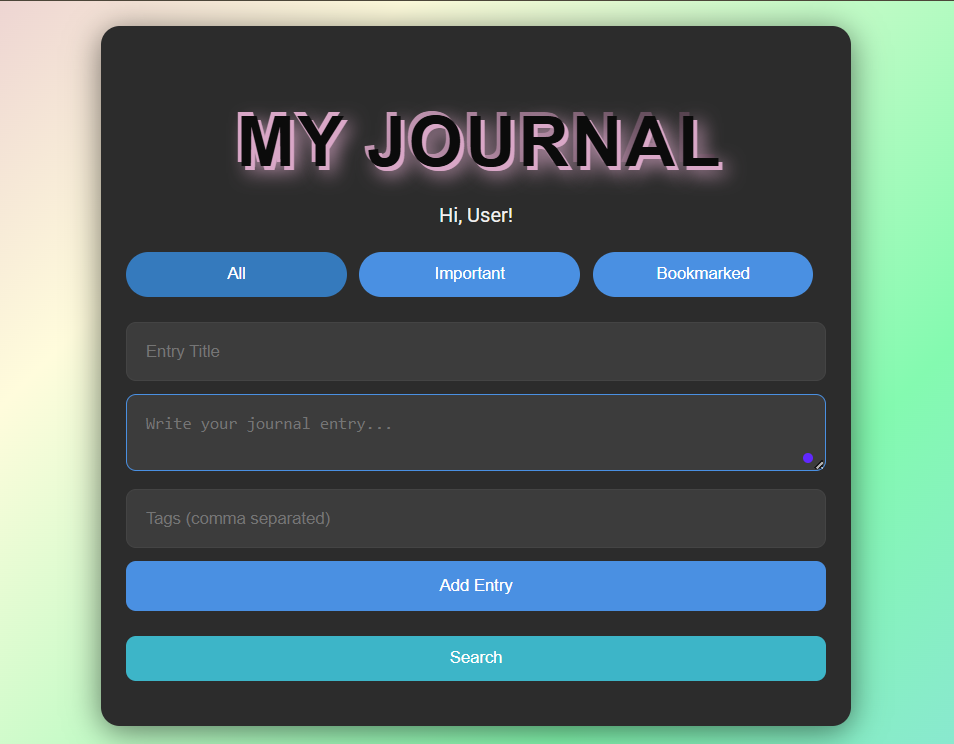 MY JOURNAL
Hi, User!
All Important Bookmarked
Entry Title
Write your journal entry...
Tags (comma separated)
Add Entry
Search